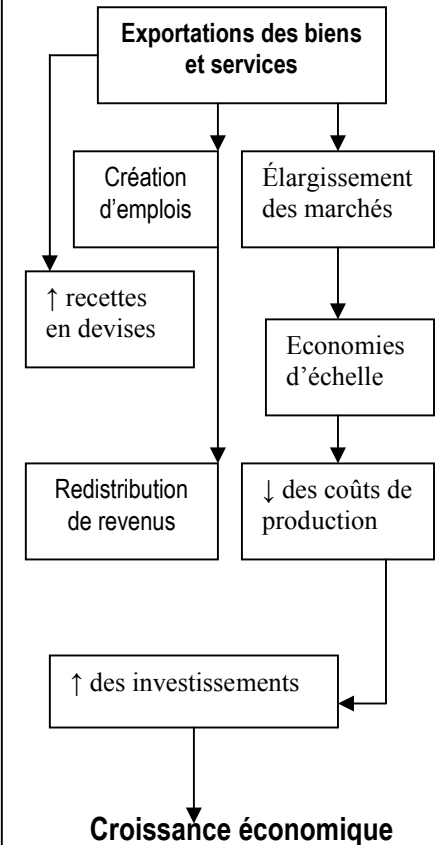 Exportations des biens
et services
Création
d’emplois
Élargissement
des marchés
↑ recettes
en devises
Economies
d’échelle
Redistribution
de revenus
↓ des coûts de
production
↑ des investissements
Croissance économique